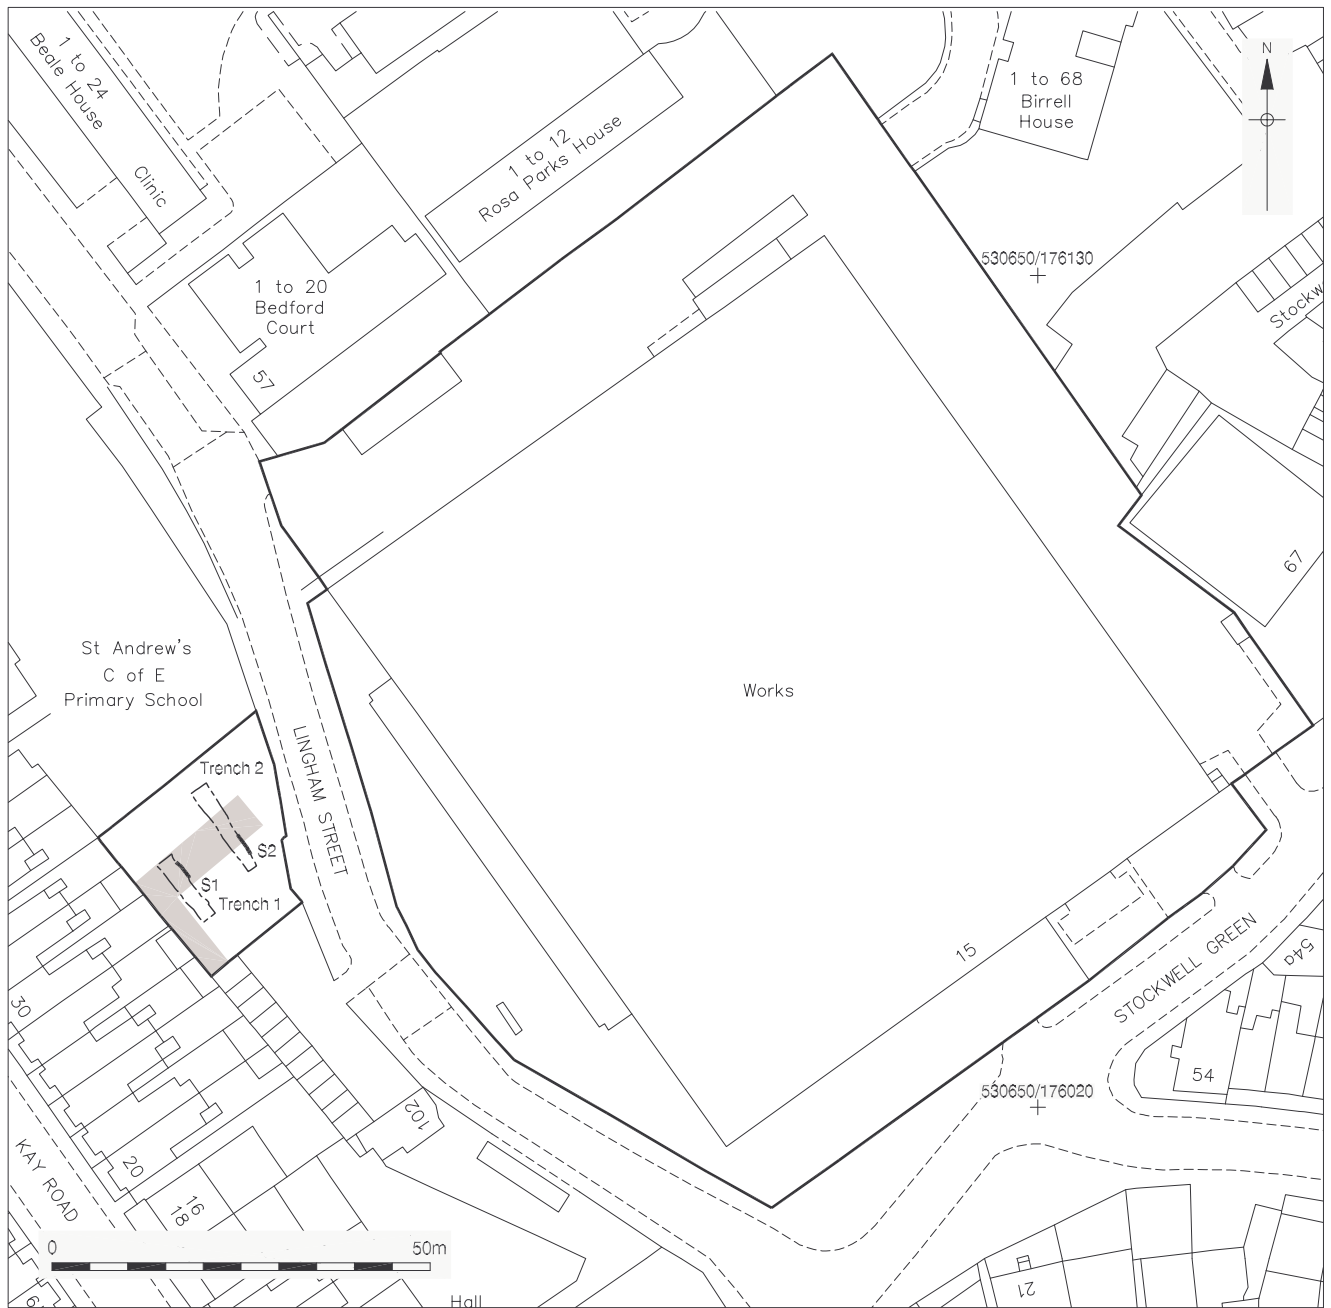 1 to 24
Beale House
Clinic
1 to 12
Rosa Parks House
1 to 68
Birrell
House
N
530650/176130
1 to 20
Bedford
Court
57
67
St Andrew's
C of E
Primary School
Works
LINGHAM STREET
Trench 2
S2
S1
Trench 1
15
STOCKWELL GREEN
54a
54
530650/176020
30
102
20
16
18
KAY ROAD
21
0 50m
Hall